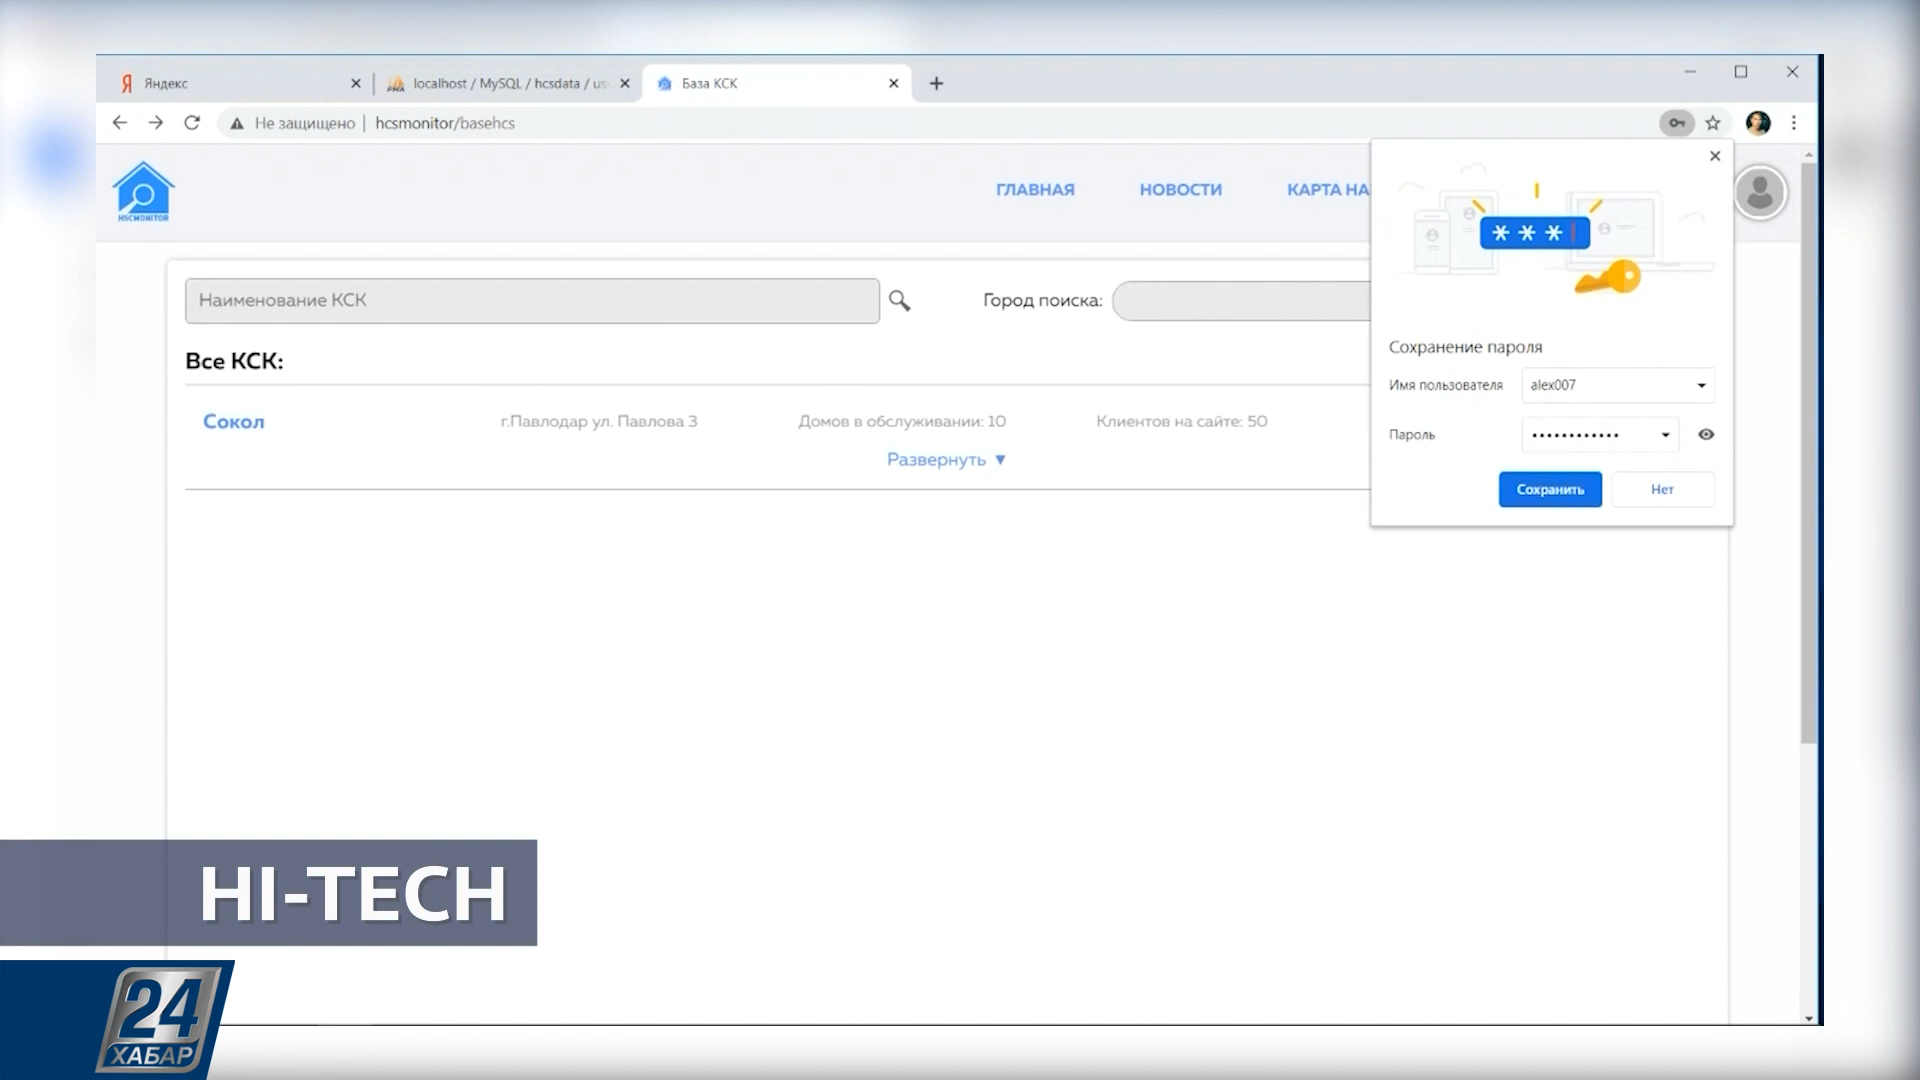 Яндекс
localhost / MySQL / hcsdata / us
База КСК
Не защищено | hcsmonitor/basehcs
HSCMONITOR
ГЛАВНАЯ НОВОСТИ КАРТА НА
Наименование КСК
Город поиска:
Все КСК:
Сокол г.Павлодар ул. Павлова 3 Домов в обслуживании: 10 Клиентов на сайте: 50
Развернуть ▼
* * *
Сохранение пароля
Имя пользователя alex007
Пароль ••••••••••••
Сохранить Нет
HI-TECH
24
ХАБАР